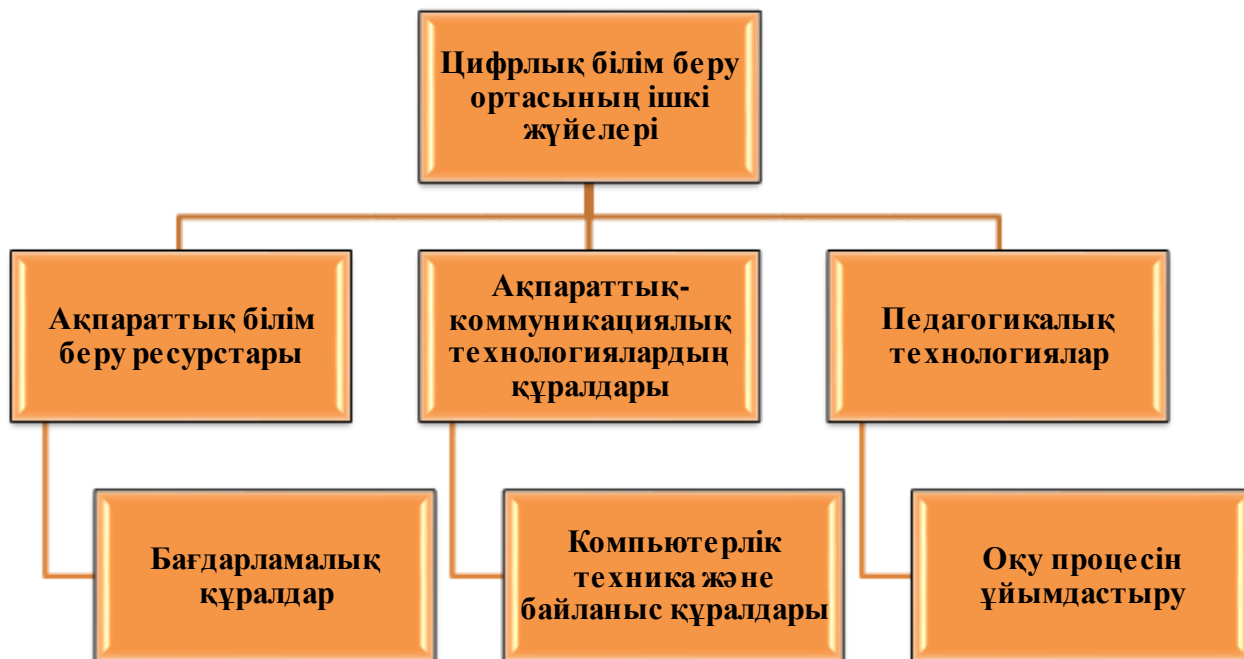 Цифрлық білім беру
ортасының ішкі
жүйелері
Ақпараттық білім
беру ресурстары
Ақпараттық-
коммуникациялық
технологиялардың
құралдары
Педагогикалық
технологиялар
Бағдарламалық
құралдар
Компьютерлік
техника және
байланыс құралдары
Оқу процесін
ұйымдастыру